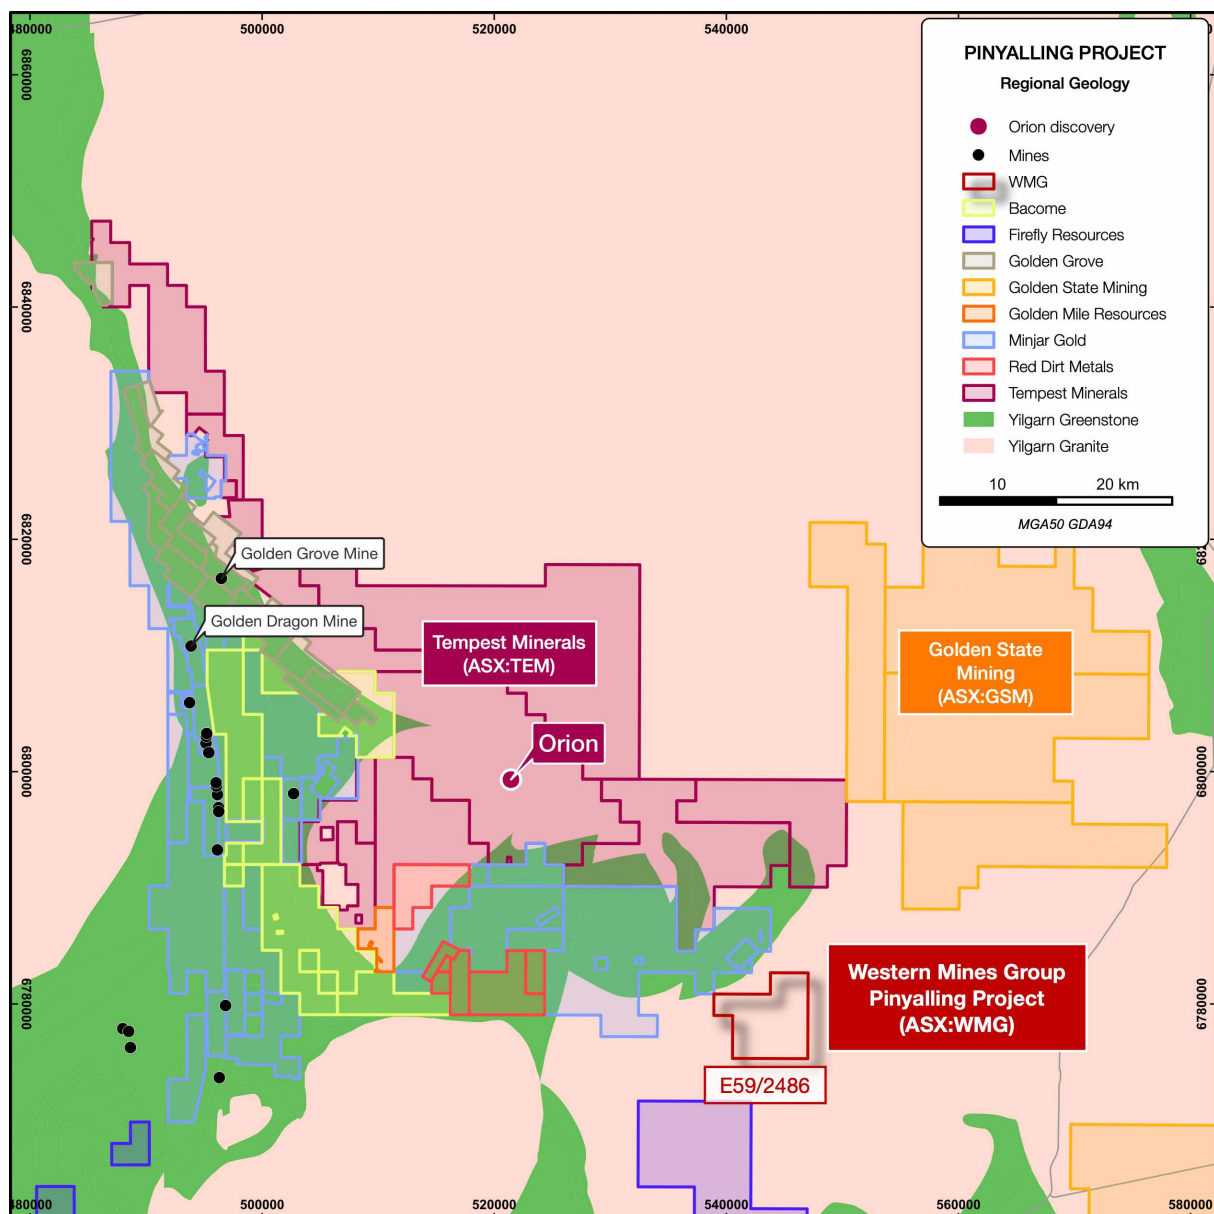 480000
500000
520000
540000
6860000
6840000
6820000
6800000
6780000
PINYALLING PROJECT
Regional Geology
Orion discovery
Mines
WMG
Bacome
Firefly Resources
Golden Grove
Golden State Mining
Golden Mile Resources
Minjar Gold
Red Dirt Metals
Tempest Minerals
Yilgarn Greenstone
Yilgarn Granite
10
20 km
MGA50 GDA94
Golden Grove Mine
Golden Dragon Mine
Tempest Minerals
(ASX:TEM)
Golden State
Mining
(ASX:GSM)
Orion
Western Mines Group
Pinyalling Project
(ASX:WMG)
E59/2486
6800000
6780000
480000
500000
520000
540000
560000
580000